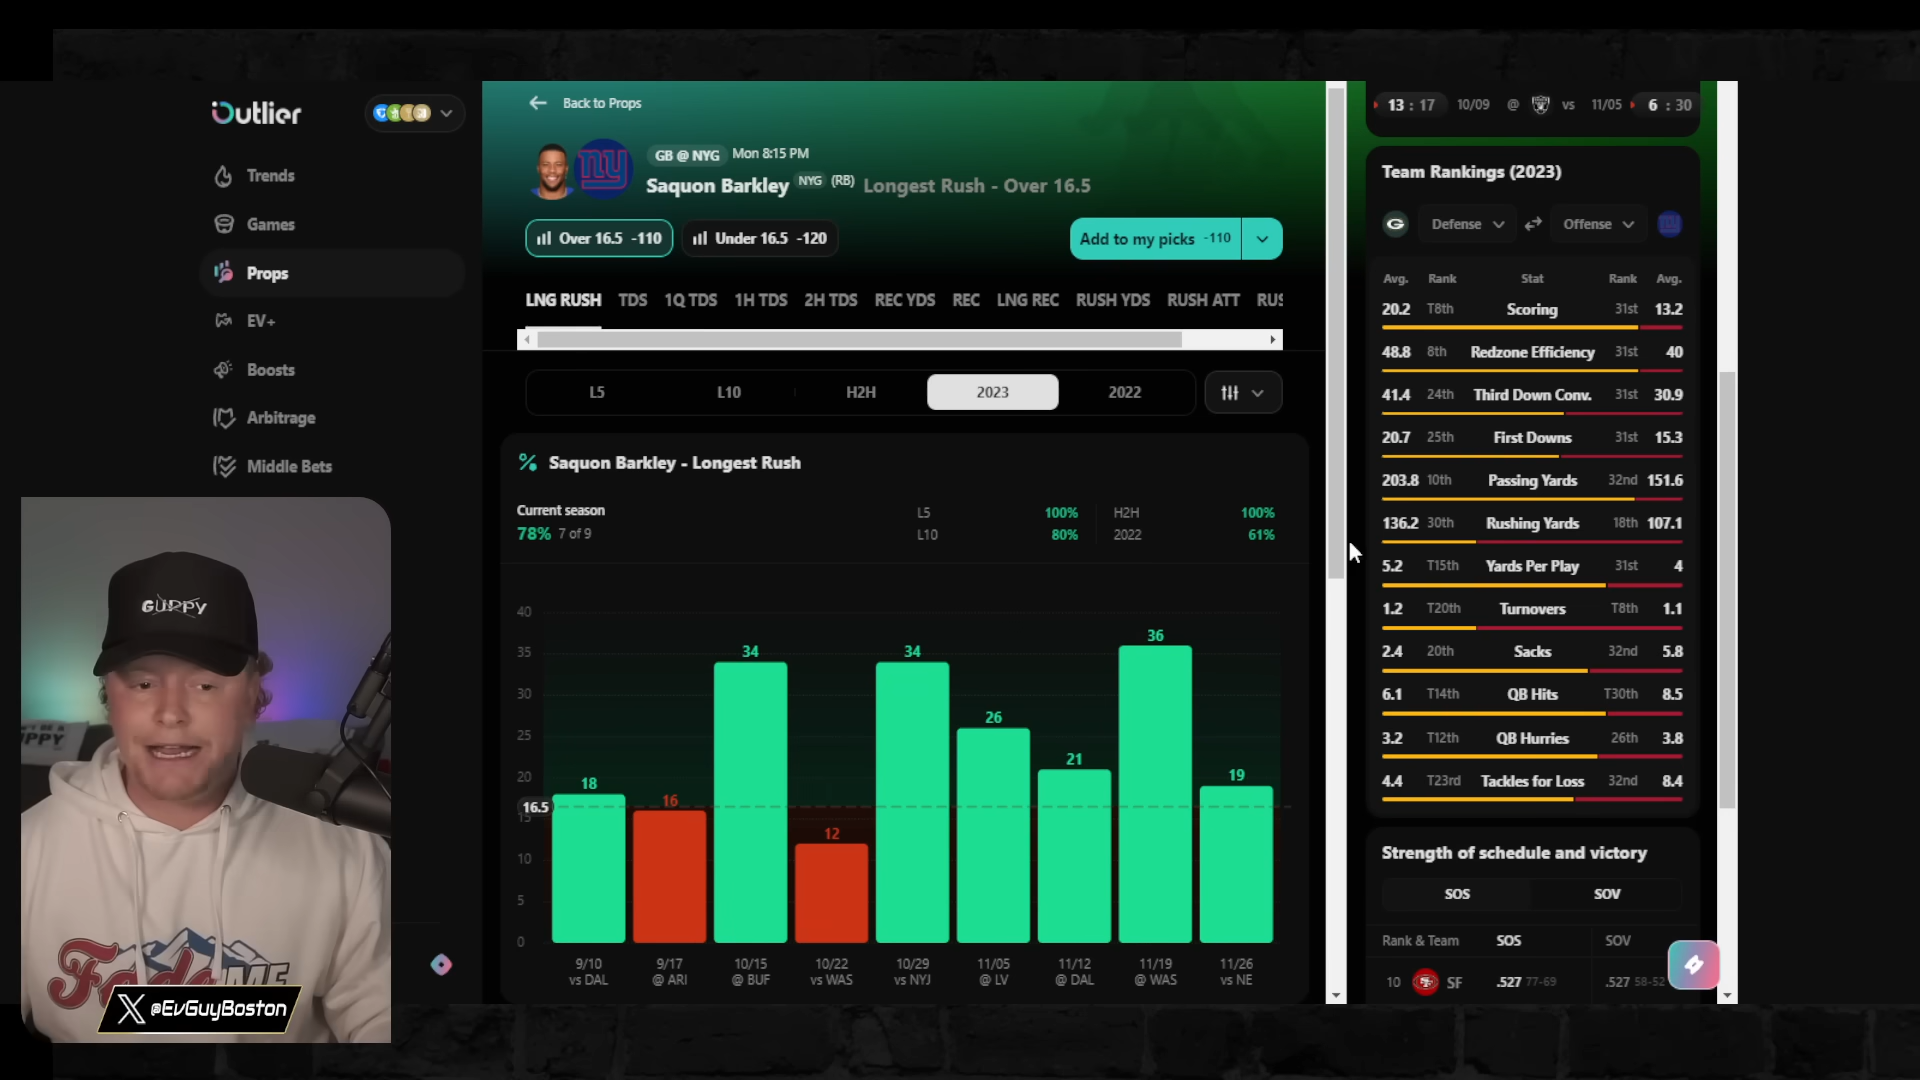 Outlier
Trends
Games
Props
EV+
Boosts
Arbitrage
Middle Bets
Back to Props
GB @ NYG Mon 8:15 PM
Saquon Barkley NYG (RB) Longest Rush - Over 16.5
Over 16.5 -110
Under 16.5 -120
Add to my picks -110
LNG RUSH TDS 1Q TDS 1H TDS 2H TDS REC YDS REC LNG REC RUSH YDS RUSH ATT RUS
L5 L10 H2H 2023 2022
Saquon Barkley - Longest Rush
Current season
78% 7 of 9
L5 100% H2H 100%
L10 80% 2022 61%
40
35
30
25
20
16.5
15
10
5
0
18
16
34
12
34
26
21
36
19
9/10 9/17 10/15 10/22 10/29 11/05 11/12 11/19 11/26
vs DAL @ ARI @ BUF vs WAS vs NYJ @ LV @ DAL @ WAS vs NE
13 : 17 10/09 @ vs 11/05 6 : 30
Team Rankings (2023)
G Defense Offense
Avg. Rank Stat Rank Avg.
20.2 T8th Scoring 31st 13.2
48.8 8th Redzone Efficiency 31st 40
41.4 24th Third Down Conv. 31st 30.9
20.7 25th First Downs 31st 15.3
203.8 10th Passing Yards 32nd 151.6
136.2 30th Rushing Yards 18th 107.1
5.2 T15th Yards Per Play 31st 4
1.2 T20th Turnovers T8th 1.1
2.4 20th Sacks 32nd 5.8
6.1 T14th QB Hits T30th 8.5
3.2 T12th QB Hurries 26th 3.8
4.4 T23rd Tackles for Loss 32nd 8.4
Strength of schedule and victory
SOS SOV
Rank & Team SOS SOV
10 SF .527 77-69 .527 58-52
GUPPY
FadeME
X @EvGuyBoston
ny